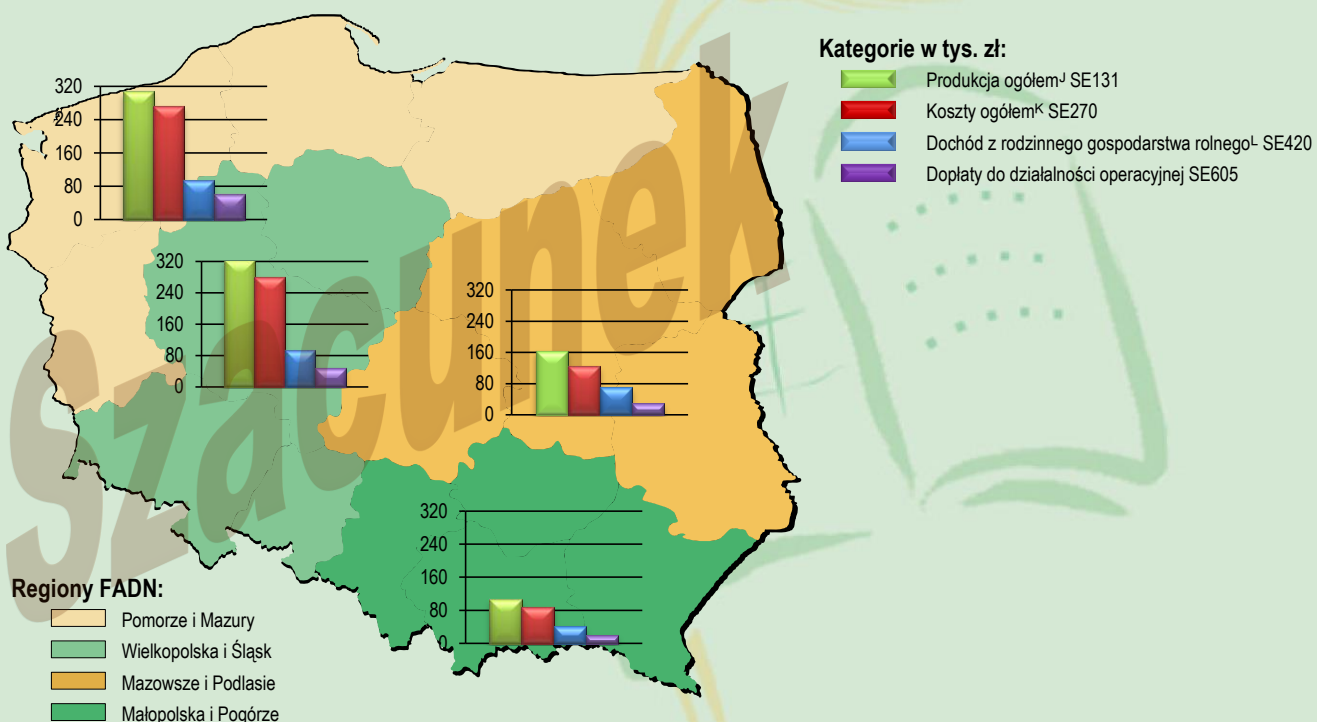 Kategorie w tys. zł:
Produkcja ogółemᴶ SE131
Koszty ogółemᴷ SE270
Dochód z rodzinnego gospodarstwa rolnegoᴸ SE420
Dopłaty do działalności operacyjnej SE605
320
240
160
80
0
320
240
160
80
0
320
240
160
80
0
320
240
160
80
0
Szacunek
Regiony FADN:
Pomorze i Mazury
Wielkopolska i Śląsk
Mazowsze i Podlasie
Małopolska i Pogórze